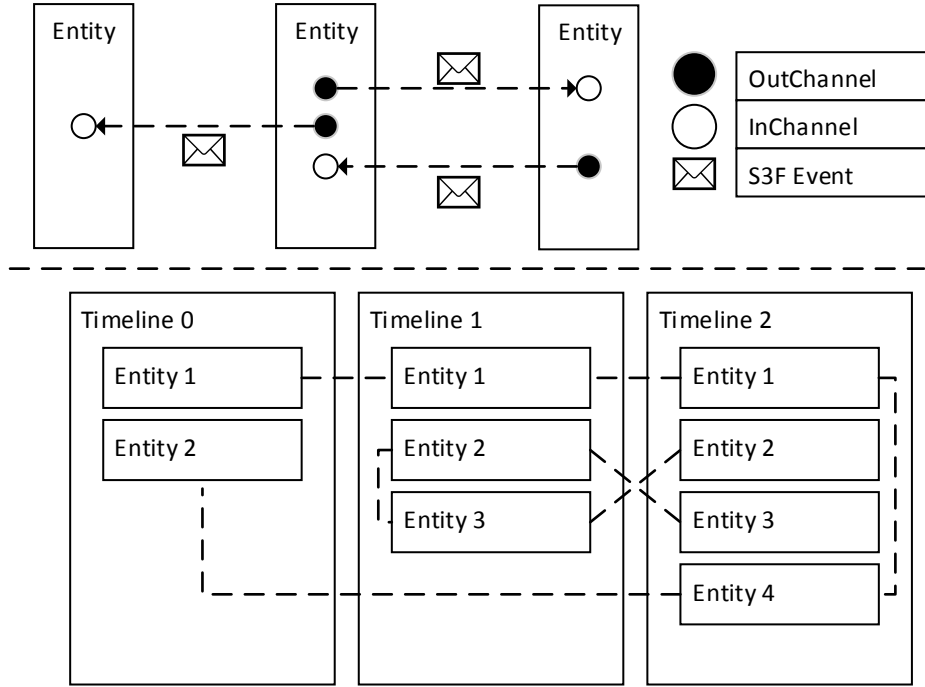 Entity
Entity
Entity
OutChannel
InChannel
S3F Event
Timeline 0
Timeline 1
Timeline 2
Entity 1
Entity 1
Entity 1
Entity 2
Entity 2
Entity 2
Entity 3
Entity 3
Entity 4